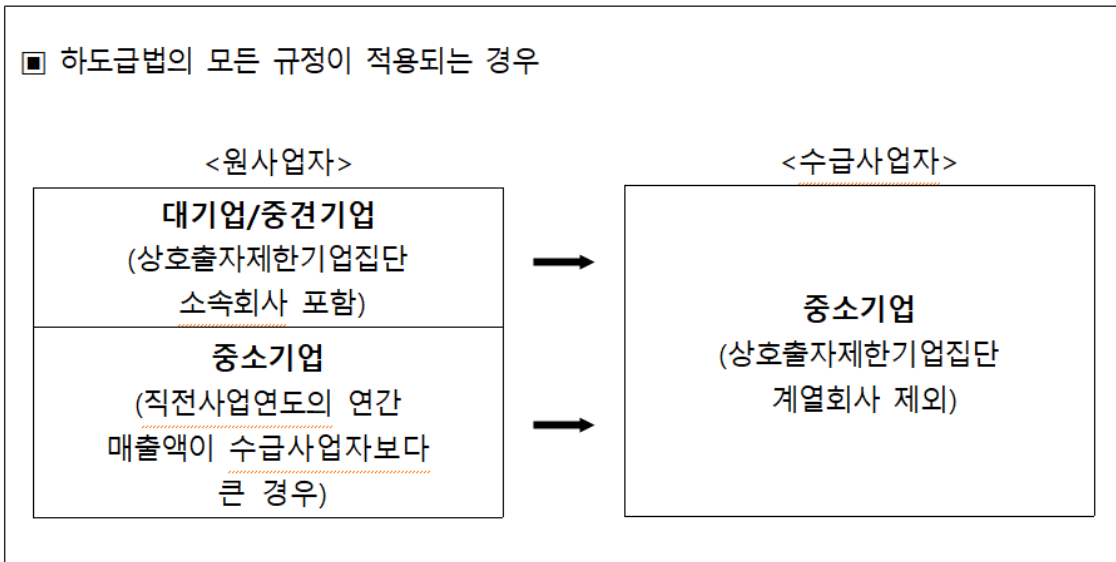 ▣ 하도급법의 모든 규정이 적용되는 경우
<원사업자>
대기업/중견기업
(상호출자제한기업집단
소속회사 포함)
중소기업
(직전사업연도의 연간
매출액이 수급사업자보다
큰 경우)
<수급사업자>
중소기업
(상호출자제한기업집단
계열회사 제외)